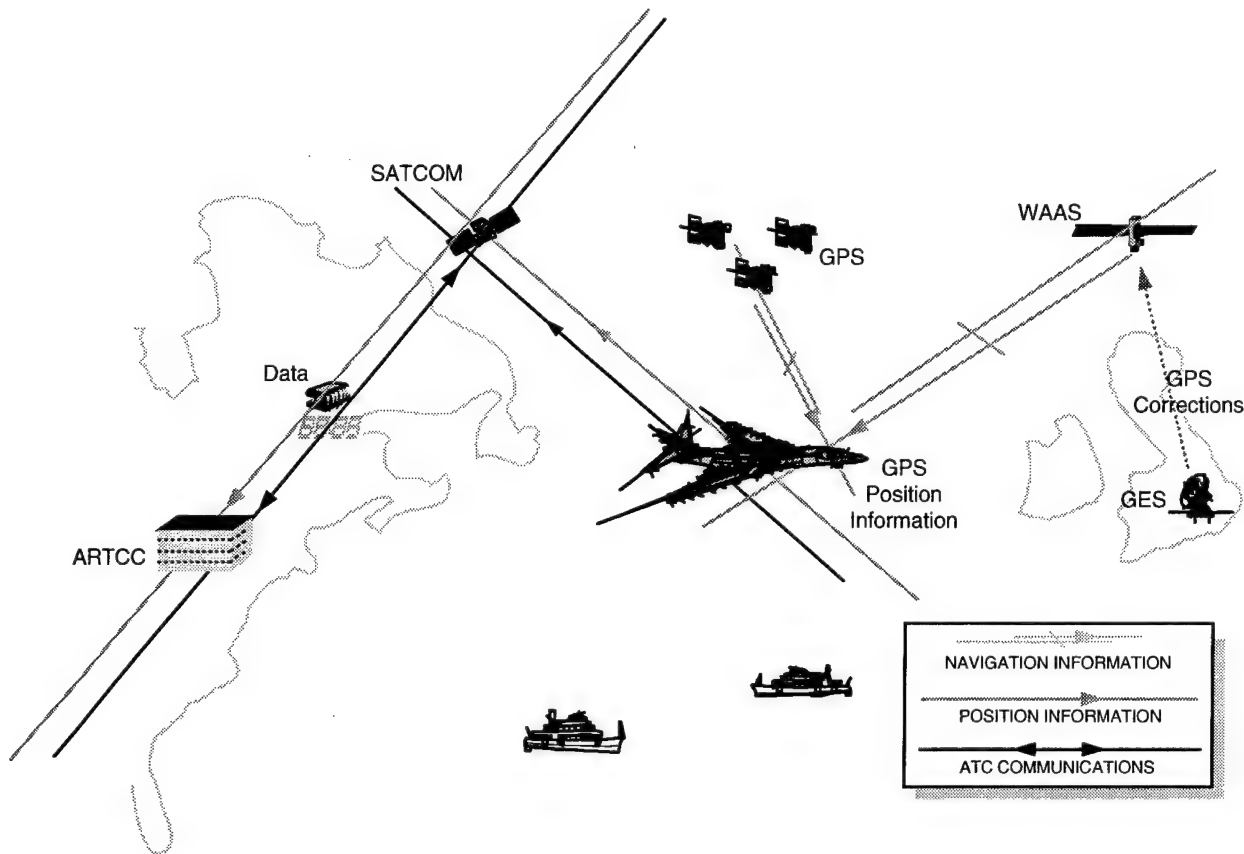 SATCOM
WAAS
GPS
Data
GPS
Corrections
GPS
Position
Information
GES
ARTCC
NAVIGATION INFORMATION
POSITION INFORMATION
ATC COMMUNICATIONS